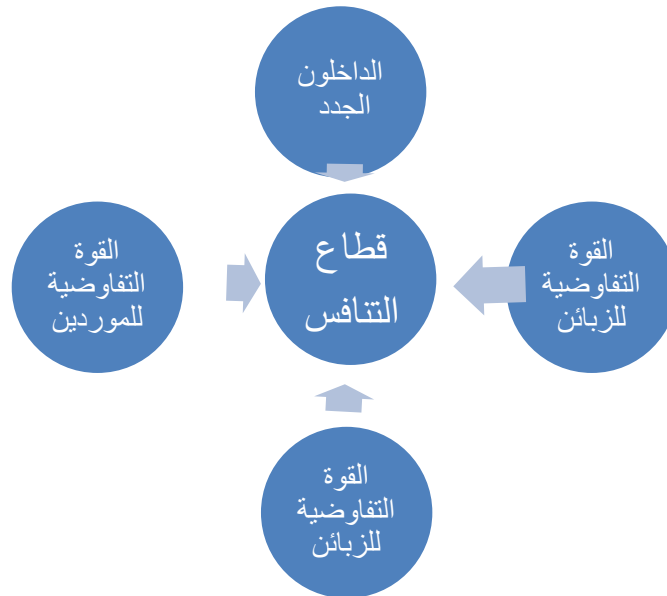 الداخلون
الجدد
قطاع
التنافس
القوة
التفاوضية
للزبائن
القوة
التفاوضية
للموردين
القوة
التفاوضية
للزبائن